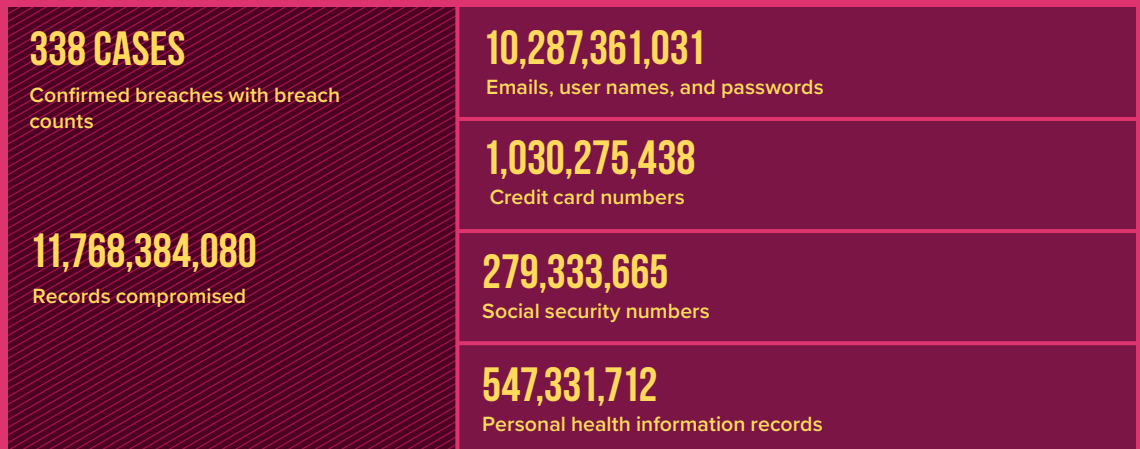 338 CASES
Confirmed breaches with breach
counts
11,768,384,080
Records compromised
10,287,361,031
Emails, user names, and passwords
1,030,275,438
Credit card numbers
279,333,665
Social security numbers
547,331,712
Personal health information records